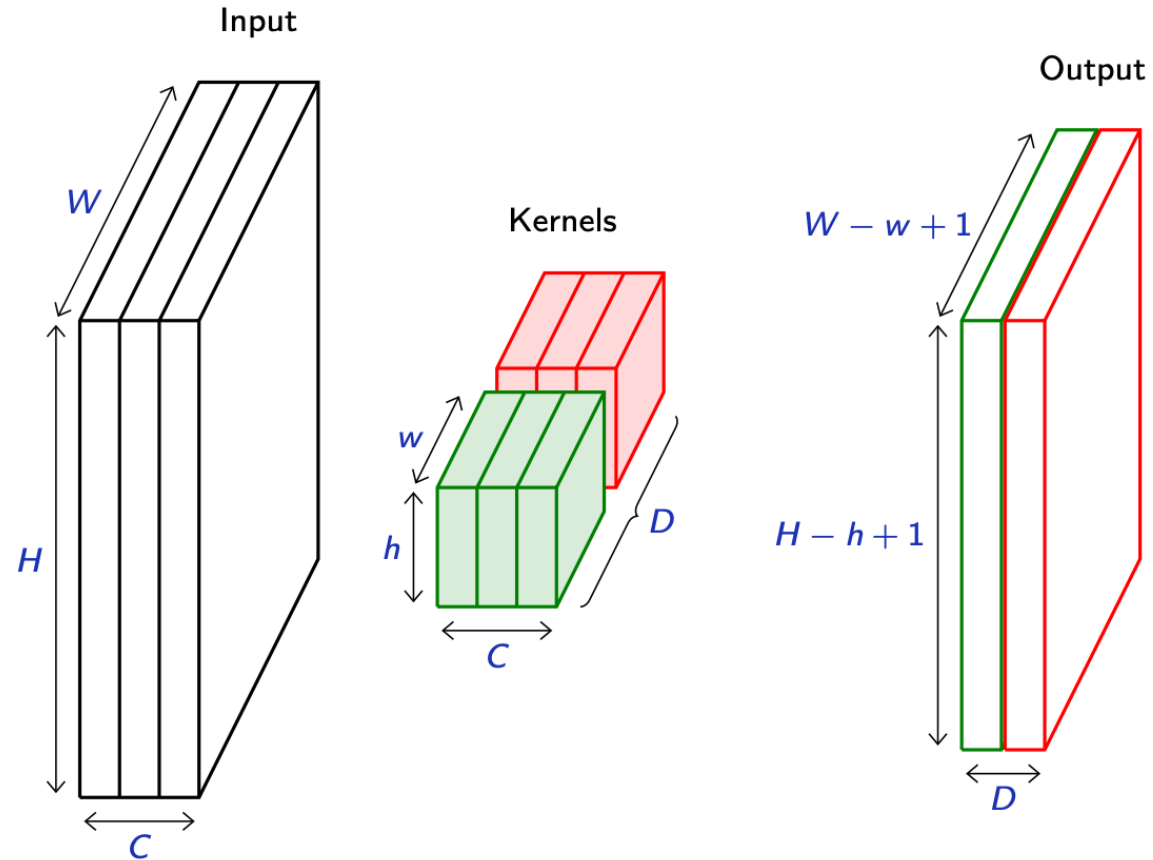 Input
W
H
C
Kernels
w
h
C
D
Output
W − w + 1
H − h + 1
D